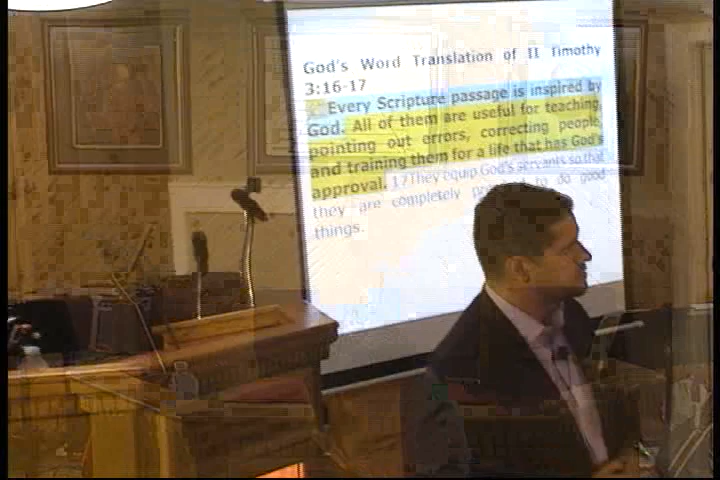 God's Word Translation of II Timothy
3:16-17
Every Scripture passage is inspired by
God. All of them are useful for teaching,
pointing out errors, correcting people,
and training them for a life that has God's
approval. 17They equip God's servants so that
they are completely to do good
things.